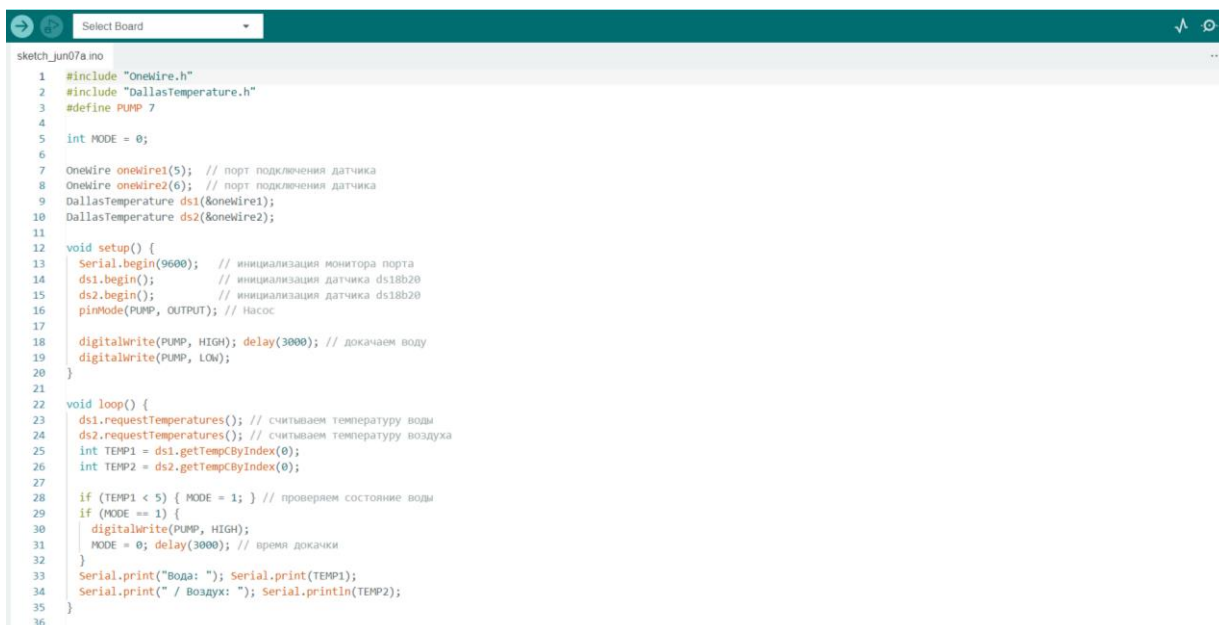 Select Board
sketch_jun07a.ino
1 #include "OneWire.h"
2 #include "DallasTemperature.h"
3 #define PUMP 7
4
5 int MODE = 0;
6
7 OneWire oneWire1(5); // порт подключения датчика
8 OneWire oneWire2(6); // порт подключения датчика
9 DallasTemperature ds1(&oneWire1);
10 DallasTemperature ds2(&oneWire2);
11
12 void setup() {
13 Serial.begin(9600); // инициализация монитора порта
14 ds1.begin(); // инициализация датчика ds18b20
15 ds2.begin(); // инициализация датчика ds18b20
16 pinMode(PUMP, OUTPUT); // Насос
17
18 digitalWrite(PUMP, HIGH); delay(3000); // докачаем воду
19 digitalWrite(PUMP, LOW);
20 }
21
22 void loop() {
23 ds1.requestTemperatures(); // считываем температуру воды
24 ds2.requestTemperatures(); // считываем температуру воздуха
25 int TEMP1 = ds1.getTempCByIndex(0);
26 int TEMP2 = ds2.getTempCByIndex(0);
27
28 if (TEMP1 < 5) { MODE = 1; } // проверяем состояние воды
29 if (MODE == 1) {
30 digitalWrite(PUMP, HIGH);
31 MODE = 0; delay(3000); // время докачки
32 }
33 Serial.print("Вода: "); Serial.print(TEMP1);
34 Serial.print(" / Воздух: "); Serial.println(TEMP2);
35 }
36